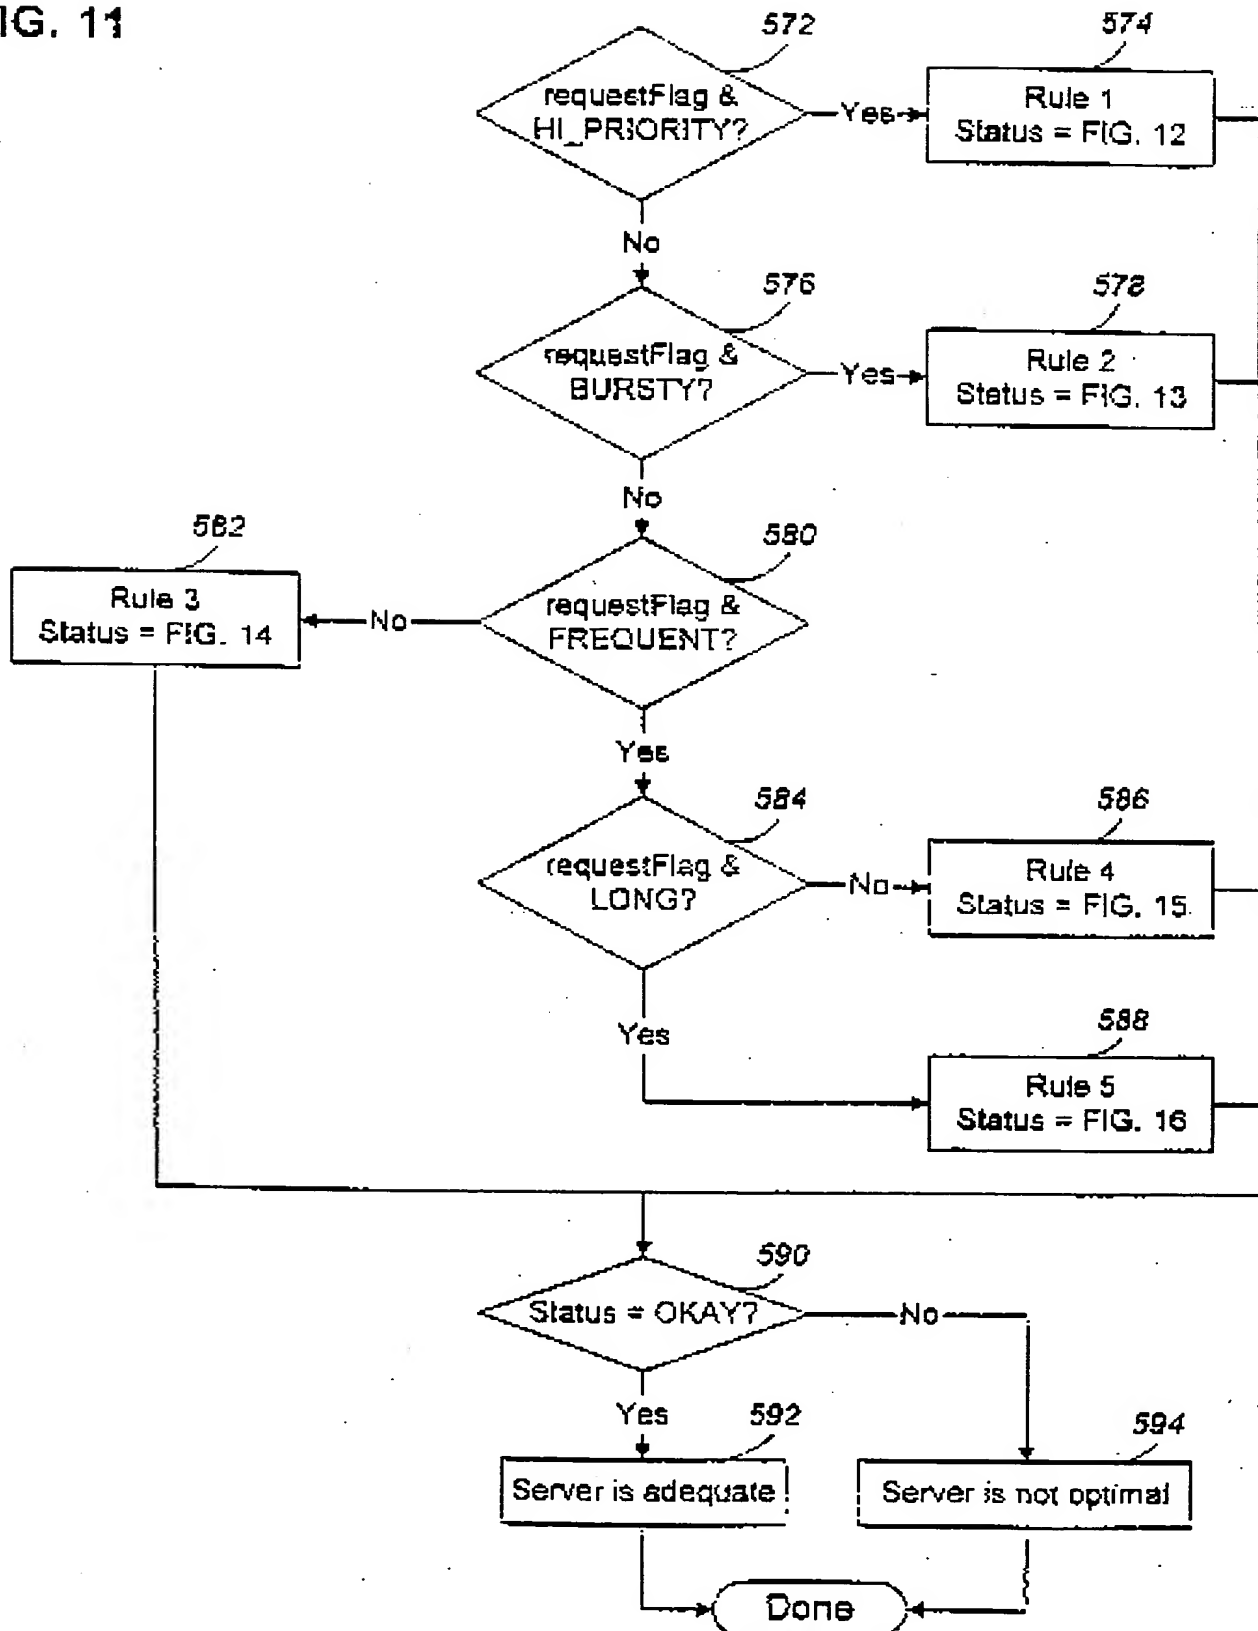 IG. 11
572
574
requestFlag &
HI_PRIORITY?
Yes
Rule 1
Status = FIG. 12
No
576
578
requestFlag &
BURSTY?
Yes
Rule 2
Status = FIG. 13
No
580
582
requestFlag &
FREQUENT?
No
Rule 3
Status = FIG. 14
Yes
584
586
requestFlag &
LONG?
No
Rule 4
Status = FIG. 15
Yes
588
Rule 5
Status = FIG. 16
590
Status = OKAY?
No
Yes
592
594
Server is adequate
Server is not optimal
Done